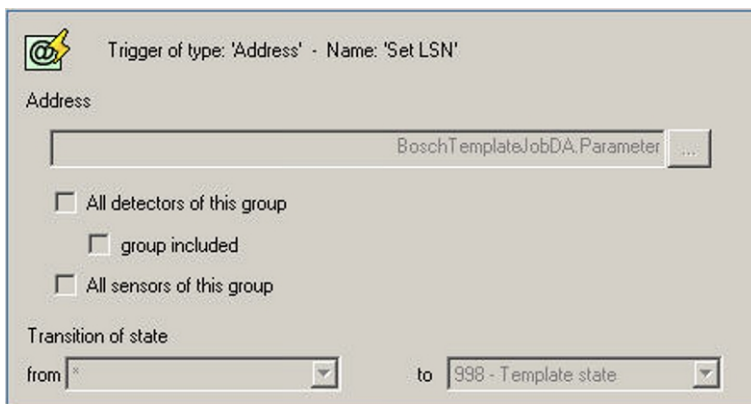 Trigger of type: 'Address' - Name: 'Set LSN'
Address
BoschTemplateJobDA.Parameter ...
All detectors of this group
group included
All sensors of this group
Transition of state
from * to 998 - Template state